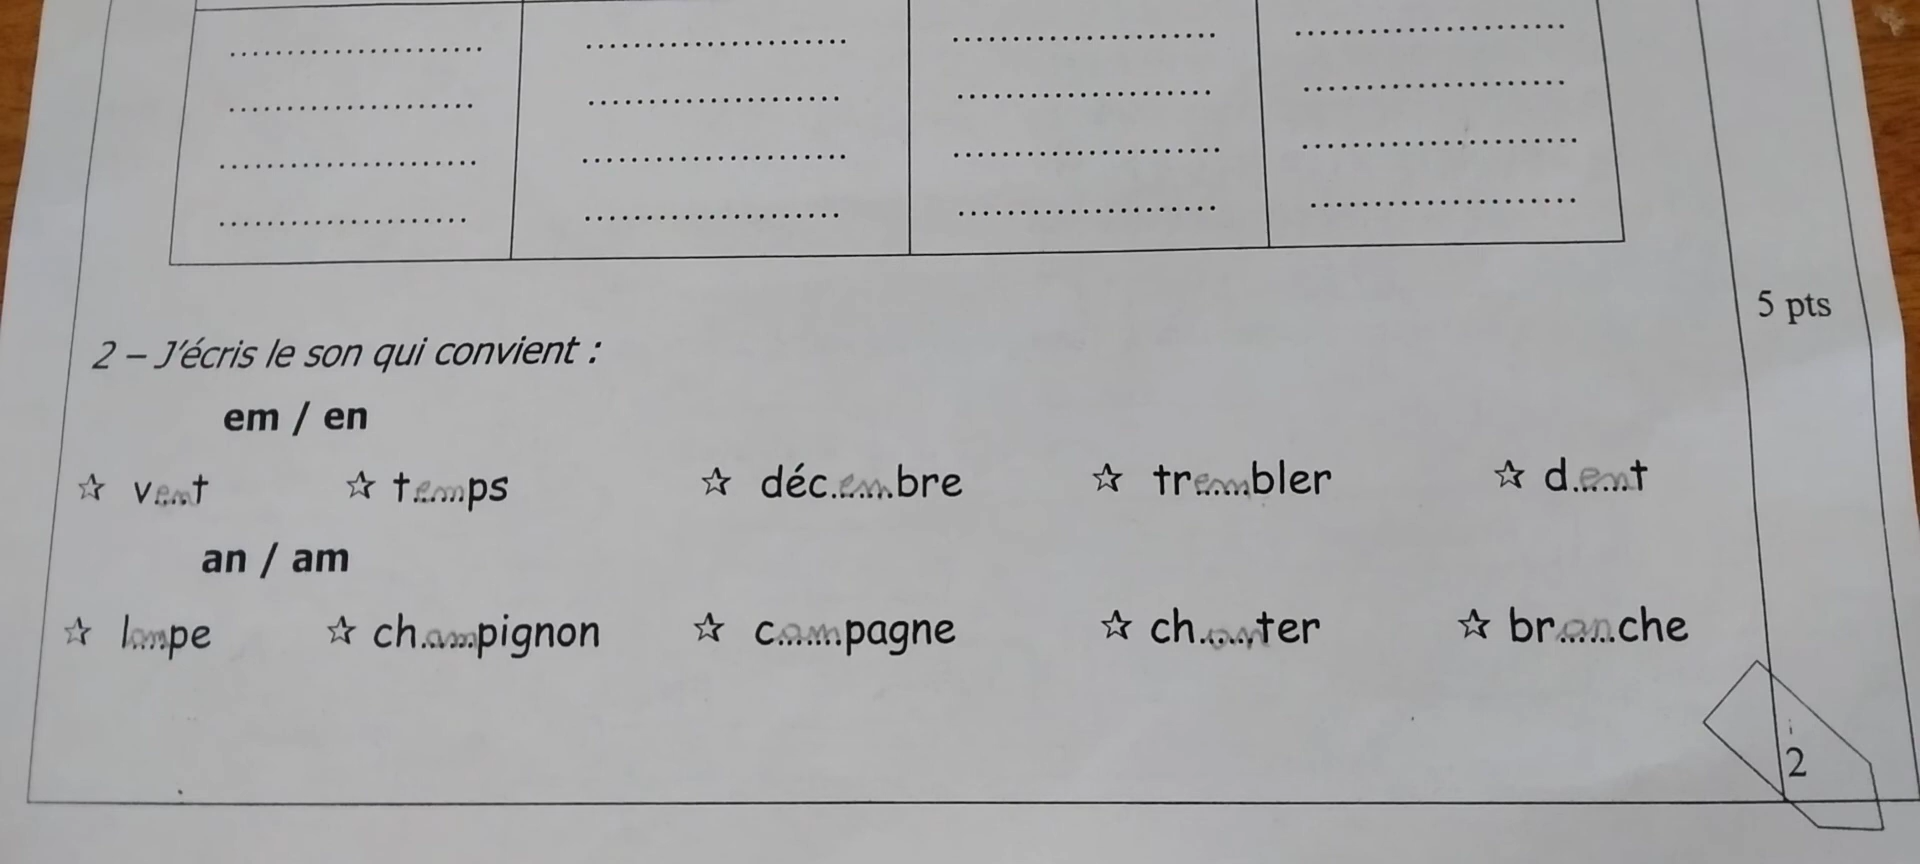 5 pts
2 – J'écris le son qui convient :
em / en
☆ vent ☆ temps ☆ décembre ☆ trembler ☆ dent
an / am
☆ lampe ☆ champignon ☆ campagne ☆ chanter ☆ branche
2